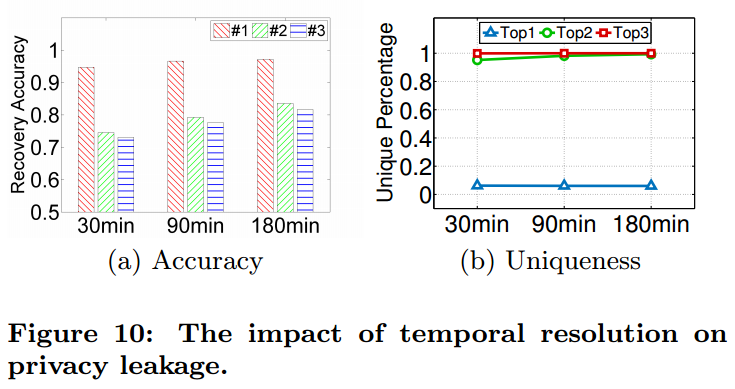 #1 #2 #3
Recovery Accuracy
1
0.9
0.8
0.7
0.6
0.5
30min 90min 180min
(a) Accuracy
Top1 Top2 Top3
Unique Percentage
1
0.8
0.6
0.4
0.2
0
30min 90min 180min
(b) Uniqueness
Figure 10: The impact of temporal resolution on
privacy leakage.